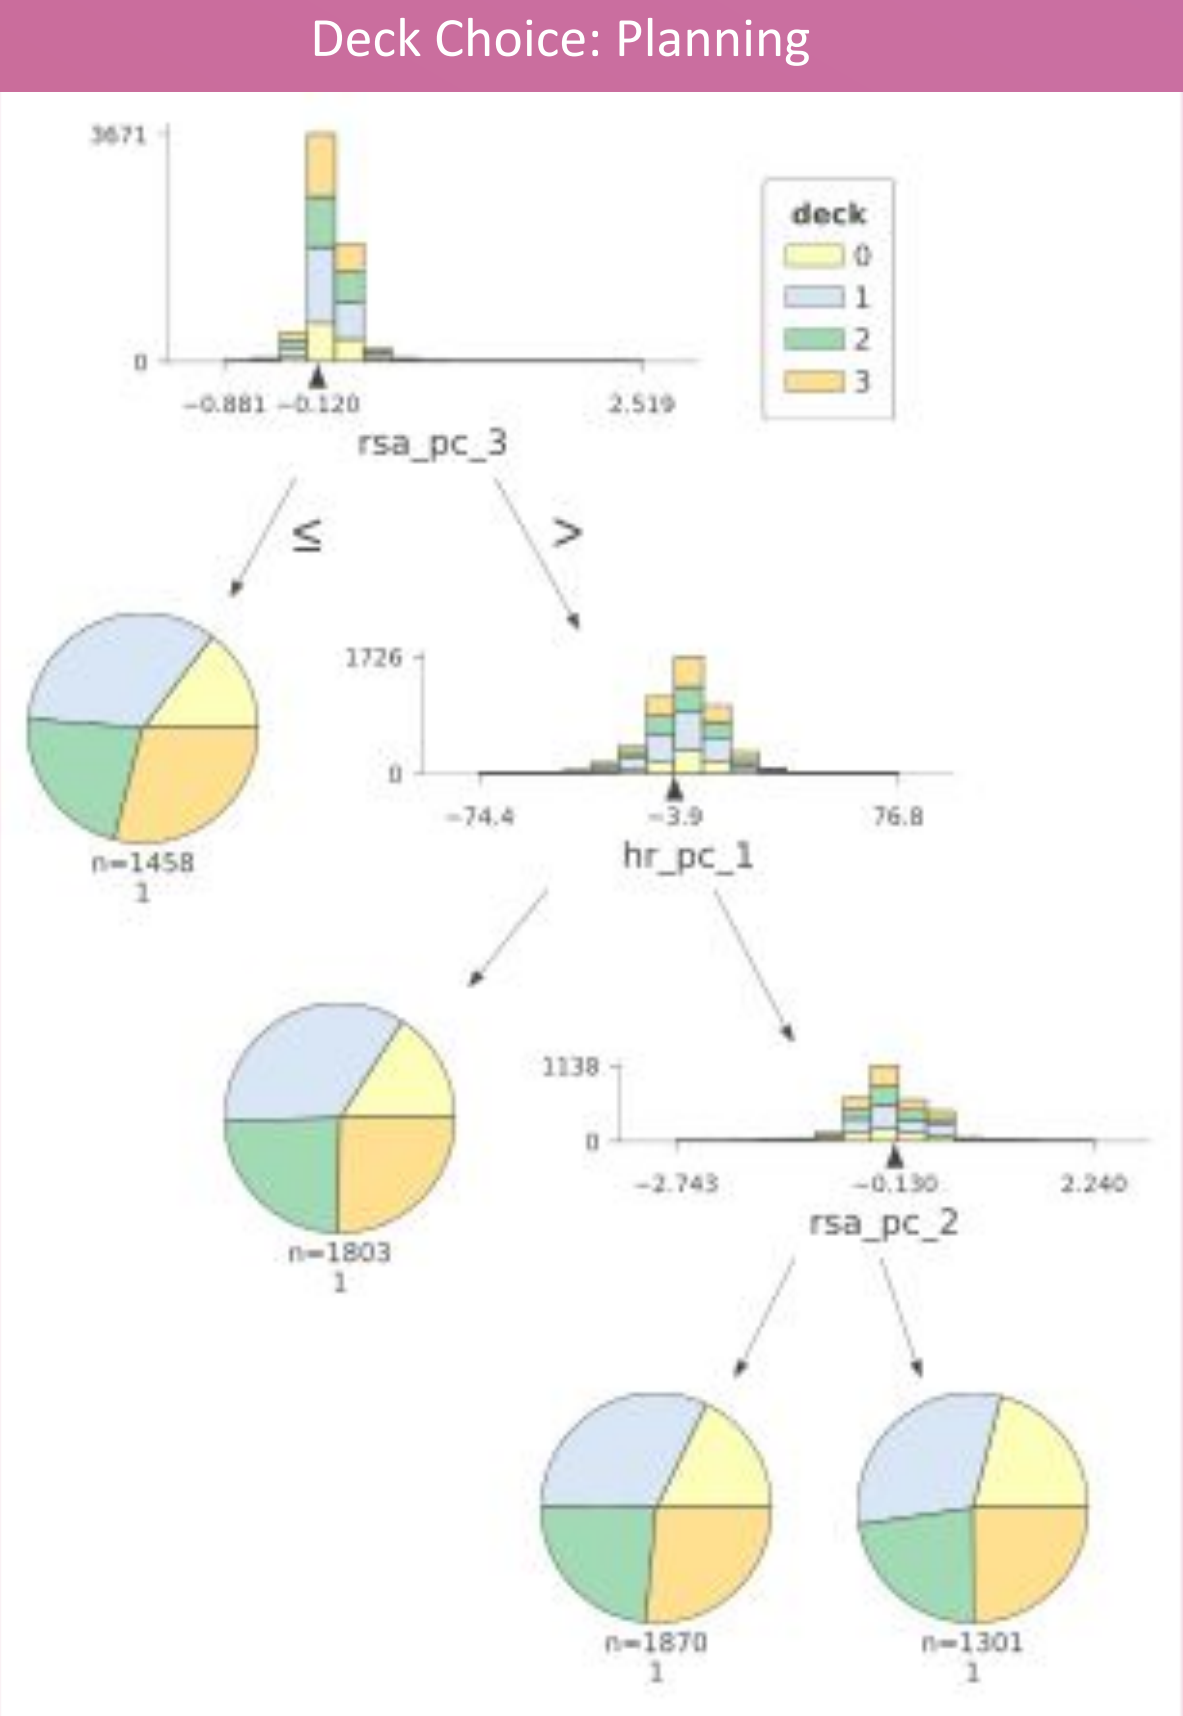 Deck Choice: Planning
3671
0
−0.881 −0.120 2.519
rsa_pc_3
deck
0
1
2
3
≤ >
n=1458
1
1726
0
−74.4 −3.9 76.8
hr_pc_1
n=1803
1
1138
0
−2.743 −0.130 2.240
rsa_pc_2
n=1870
1
n=1301
1